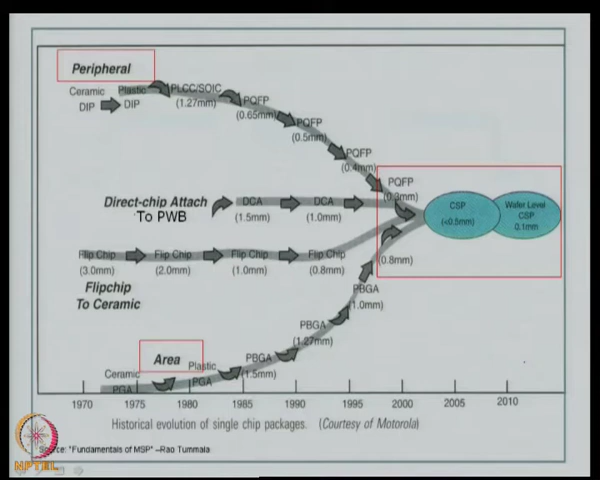 Peripheral
Ceramic
DIP
Plastic
DIP
PLCC/SOIC
(1.27mm)
PQFP
(0.65mm)
PQFP
(0.5mm)
PQFP
(0.4mm)
PQFP
(0.3mm)
Direct-chip Attach
To PWB
DCA
(1.5mm)
DCA
(1.0mm)
CSP
(<0.5mm)
Wafer Level
CSP
0.1mm
Flip Chip
(3.0mm)
Flip Chip
(2.0mm)
Flip Chip
(1.0mm)
Flip Chip
(0.8mm)
Flipchip
To Ceramic
(0.8mm)
PBGA
(1.0mm)
PBGA
(1.27mm)
Area
Ceramic
PGA
Plastic
PGA
PBGA
(1.5mm)
1970 1975 1980 1985 1990 1995 2000 2005 2010
Historical evolution of single chip packages. (Courtesy of Motorola)
Source: "Fundamentals of MSP" –Rao Tummala
NPTEL